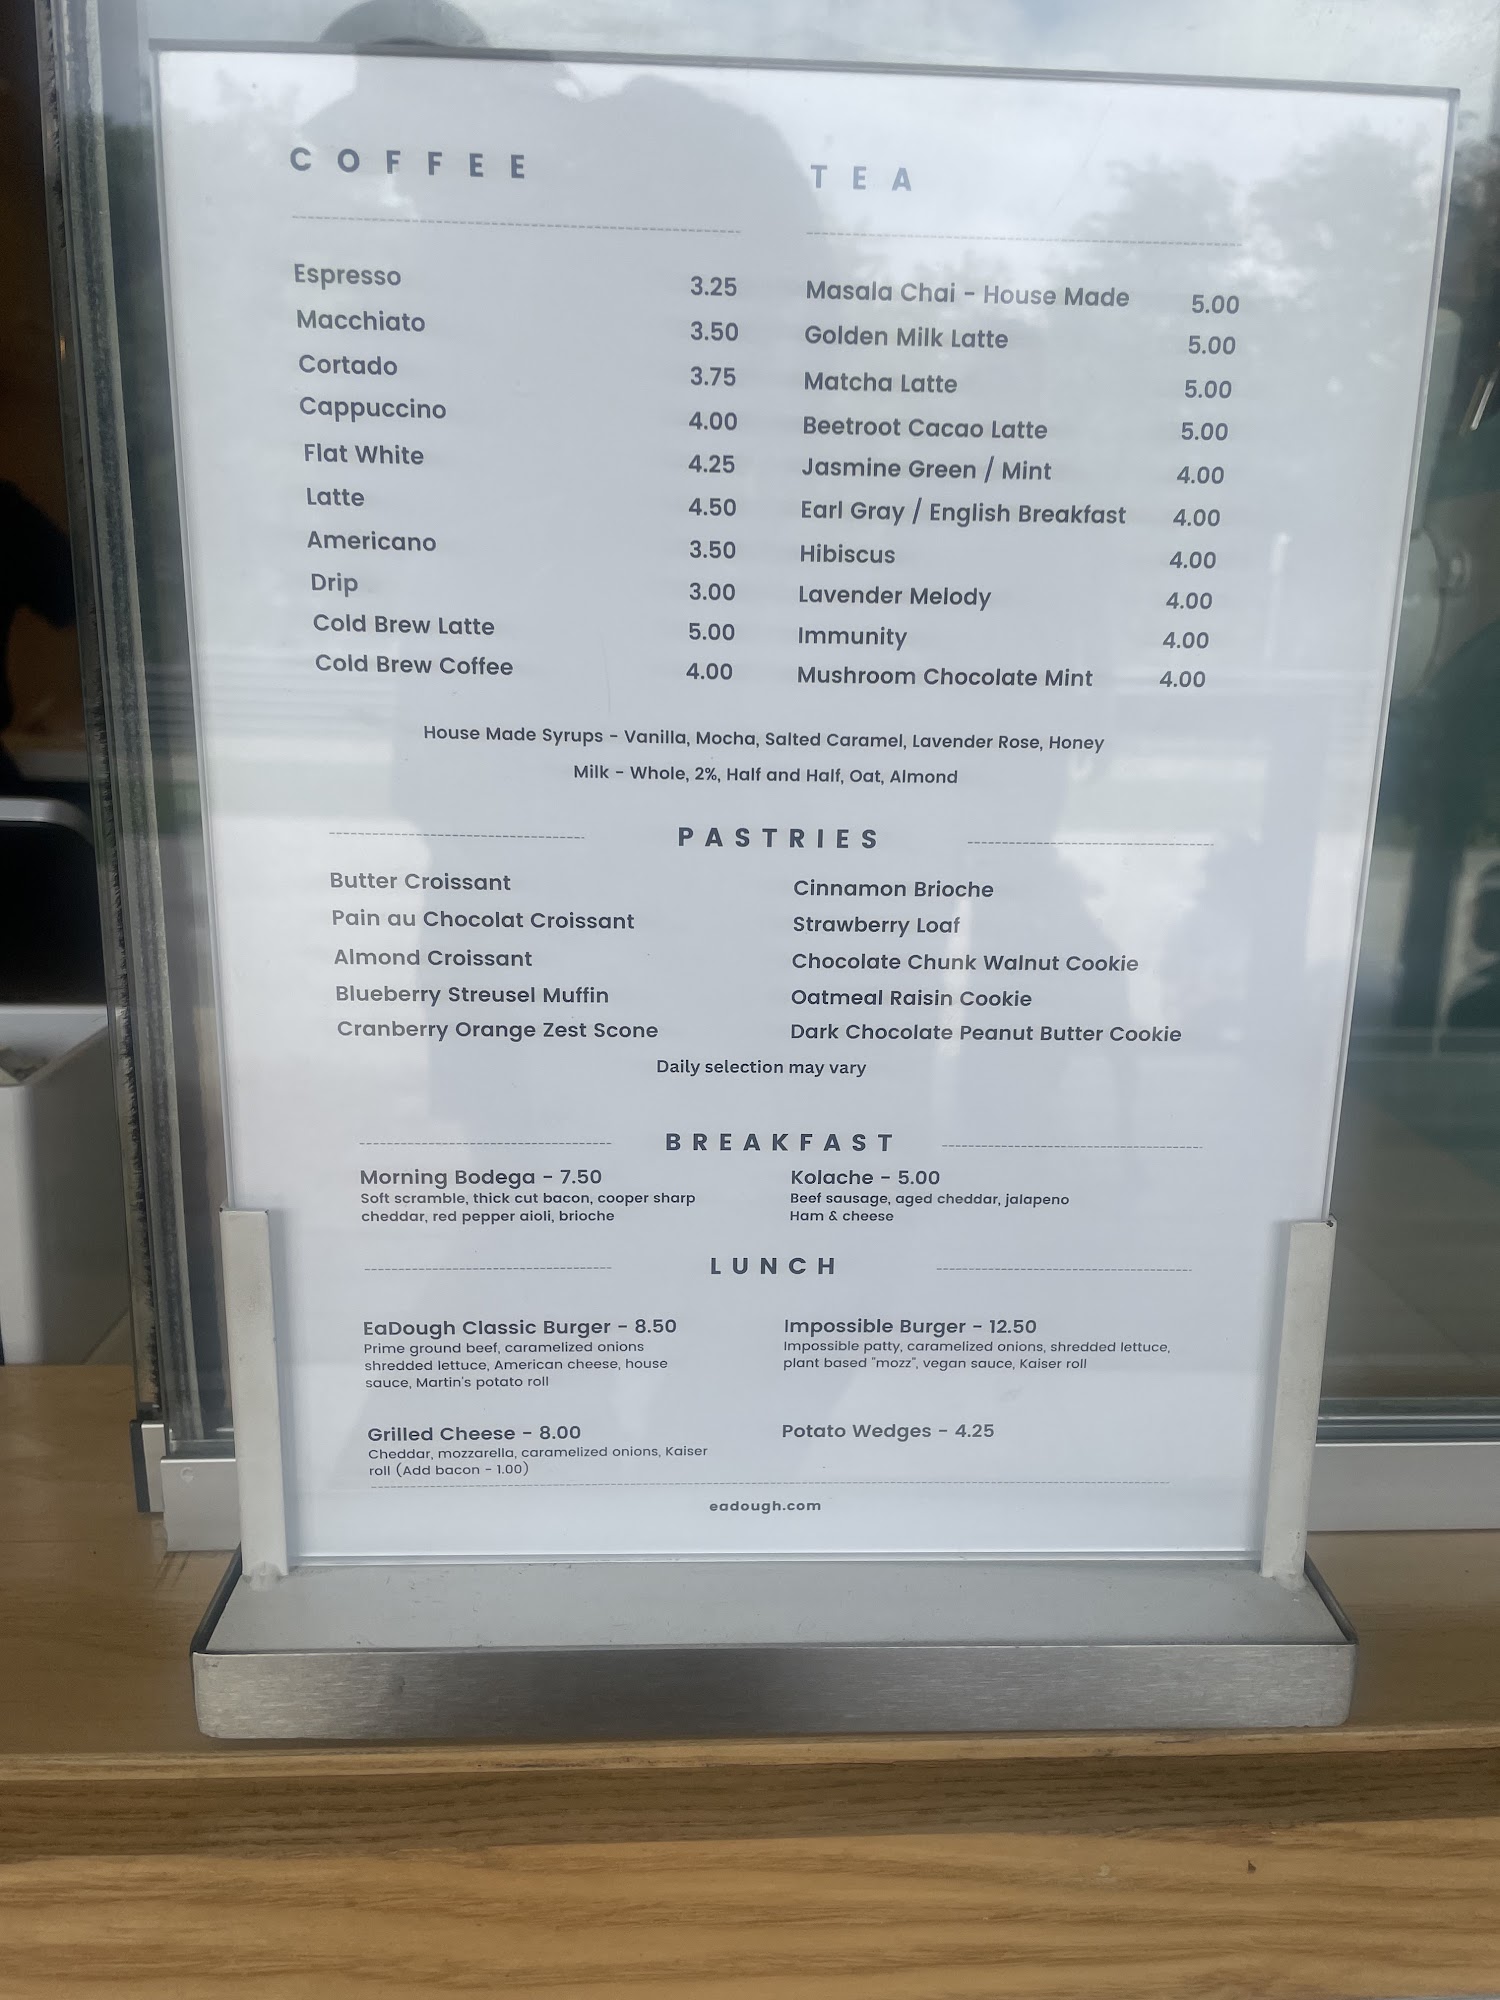 COFFEE
Espresso 3.25
Macchiato 3.50
Cortado 3.75
Cappuccino 4.00
Flat White 4.25
Latte 4.50
Americano 3.50
Drip 3.00
Cold Brew Latte 5.00
Cold Brew Coffee 4.00
TEA
Masala Chai - House Made 5.00
Golden Milk Latte 5.00
Matcha Latte 5.00
Beetroot Cacao Latte 5.00
Jasmine Green / Mint 4.00
Earl Gray / English Breakfast 4.00
Hibiscus 4.00
Lavender Melody 4.00
Immunity 4.00
Mushroom Chocolate Mint 4.00
House Made Syrups - Vanilla, Mocha, Salted Caramel, Lavender Rose, Honey
Milk - Whole, 2%, Half and Half, Oat, Almond
PASTRIES
Butter Croissant
Pain au Chocolat Croissant
Almond Croissant
Blueberry Streusel Muffin
Cranberry Orange Zest Scone
Cinnamon Brioche
Strawberry Loaf
Chocolate Chunk Walnut Cookie
Oatmeal Raisin Cookie
Dark Chocolate Peanut Butter Cookie
Daily selection may vary
BREAKFAST
Morning Bodega - 7.50
Soft scramble, thick cut bacon, cooper sharp
cheddar, red pepper aioli, brioche
Kolache - 5.00
Beef sausage, aged cheddar, jalapeno
Ham & cheese
LUNCH
EaDough Classic Burger - 8.50
Prime ground beef, caramelized onions
shredded lettuce, American cheese, house
sauce, Martin's potato roll
Impossible Burger - 12.50
Impossible patty, caramelized onions, shredded lettuce,
plant based "mozz", vegan sauce, Kaiser roll
Grilled Cheese - 8.00
Cheddar, mozzarella, caramelized onions, Kaiser
roll (Add bacon - 1.00)
Potato Wedges - 4.25
eadough.com